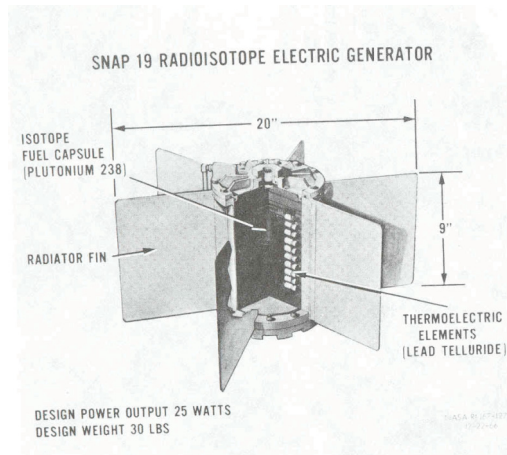 SNAP 19 RADIOISOTOPE ELECTRIC GENERATOR
20"
ISOTOPE
FUEL CAPSULE
(PLUTONIUM 238)
9"
RADIATOR FIN
THERMOELECTRIC
ELEMENTS
(LEAD TELLURIDE)
DESIGN POWER OUTPUT 25 WATTS
DESIGN WEIGHT 30 LBS
NASA